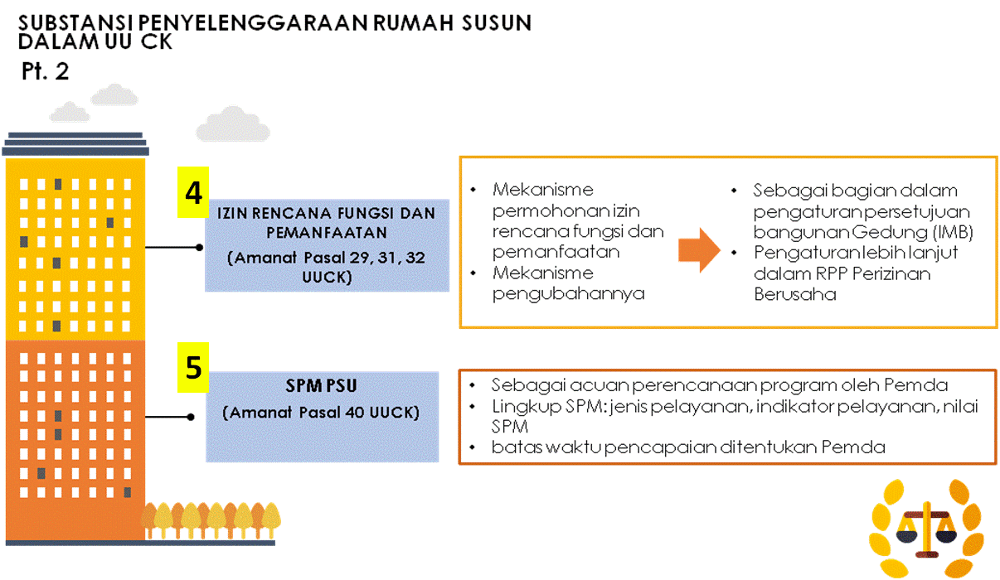 SUBSTANSI PENYELENGGARAAN RUMAH SUSUN
DALAM UU CK
Pt. 2
4
IZIN RENCANA FUNGSI DAN
PEMANFAATAN
(Amanat Pasal 29, 31, 32
UUCK)
• Mekanisme
permohonan izin
rencana fungsi dan
pemanfaatan
• Mekanisme
pengubahannya
• Sebagai bagian dalam
pengaturan persetujuan
bangunan Gedung (IMB)
• Pengaturan lebih lanjut
dalam RPP Perizinan
Berusaha
5
SPM PSU
(Amanat Pasal 40 UUCK)
• Sebagai acuan perencanaan program oleh Pemda
• Lingkup SPM: jenis pelayanan, indikator pelayanan, nilai
SPM
• batas waktu pencapaian ditentukan Pemda